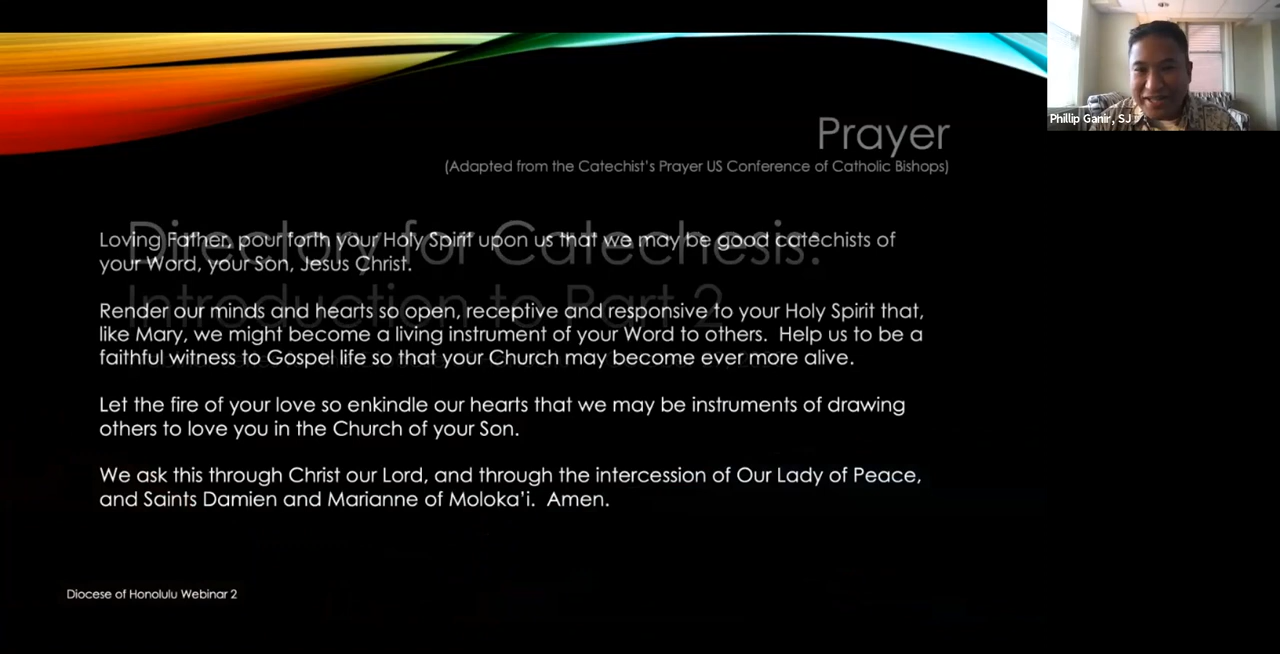 Phillip Ganir, SJ
Prayer
(Adapted from the Catechist's Prayer US Conference of Catholic Bishops)
Directory for Catechesis:
Introduction to Part 2
Loving Father, pour forth your Holy Spirit upon us that we may be good catechists of
your Word, your Son, Jesus Christ.
Render our minds and hearts so open, receptive and responsive to your Holy Spirit that,
like Mary, we might become a living instrument of your Word to others.  Help us to be a
faithful witness to Gospel life so that your Church may become ever more alive.
Let the fire of your love so enkindle our hearts that we may be instruments of drawing
others to love you in the Church of your Son.
We ask this through Christ our Lord, and through the intercession of Our Lady of Peace,
and Saints Damien and Marianne of Moloka'i.  Amen.
Diocese of Honolulu Webinar 2